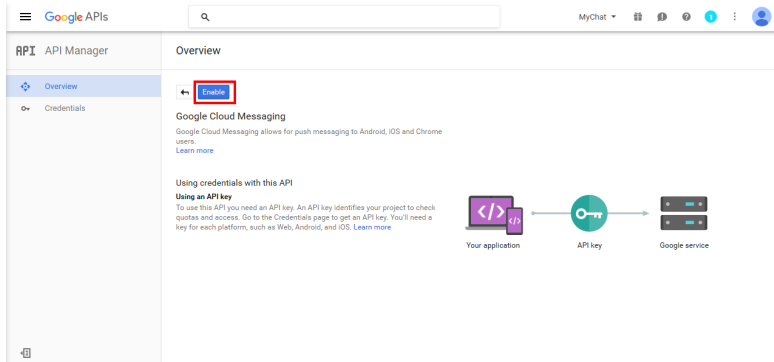 Google APIs
MyChat
1
API API Manager
Overview
Overview
Credentials
Enable
Google Cloud Messaging
Google Cloud Messaging allows for push messaging to Android, iOS and Chrome
users.
Learn more
Using credentials with this API
Using an API key
To use this API you need an API key. An API key identifies your project to check
quotas and access. Go to the Credentials page to get an API key. You'll need a
key for each platform, such as Web, Android, and iOS. Learn more
</>
</>
Your application
API key
Google service